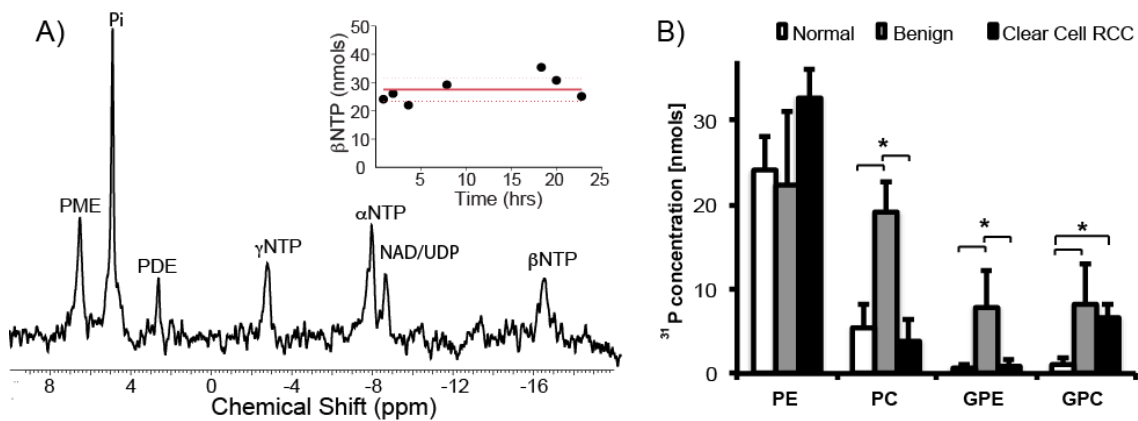 A)
Pi
PME
PDE
γNTP
αNTP
NAD/UDP
βNTP
8 4 0 -4 -8 -12 -16
Chemical Shift (ppm)
50
40
30
20
10
0
βNTP (nmols)
5 10 15 20 25
Time (hrs)
B)
Normal Benign Clear Cell RCC
³¹P concentration [nmols]
30
20
10
0
* * *
PE PC GPE GPC